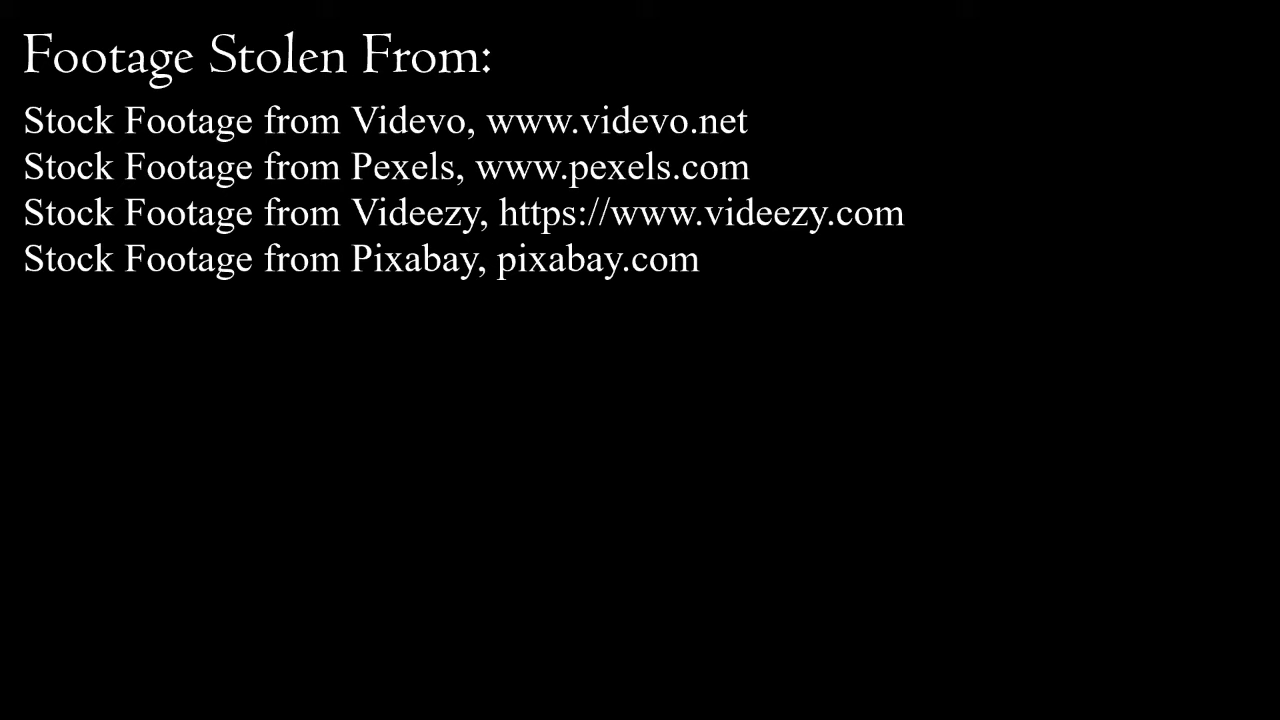 Footage Stolen From:
Stock Footage from Videvo, www.videvo.net
Stock Footage from Pexels, www.pexels.com
Stock Footage from Videezy, https://www.videezy.com
Stock Footage from Pixabay, pixabay.com